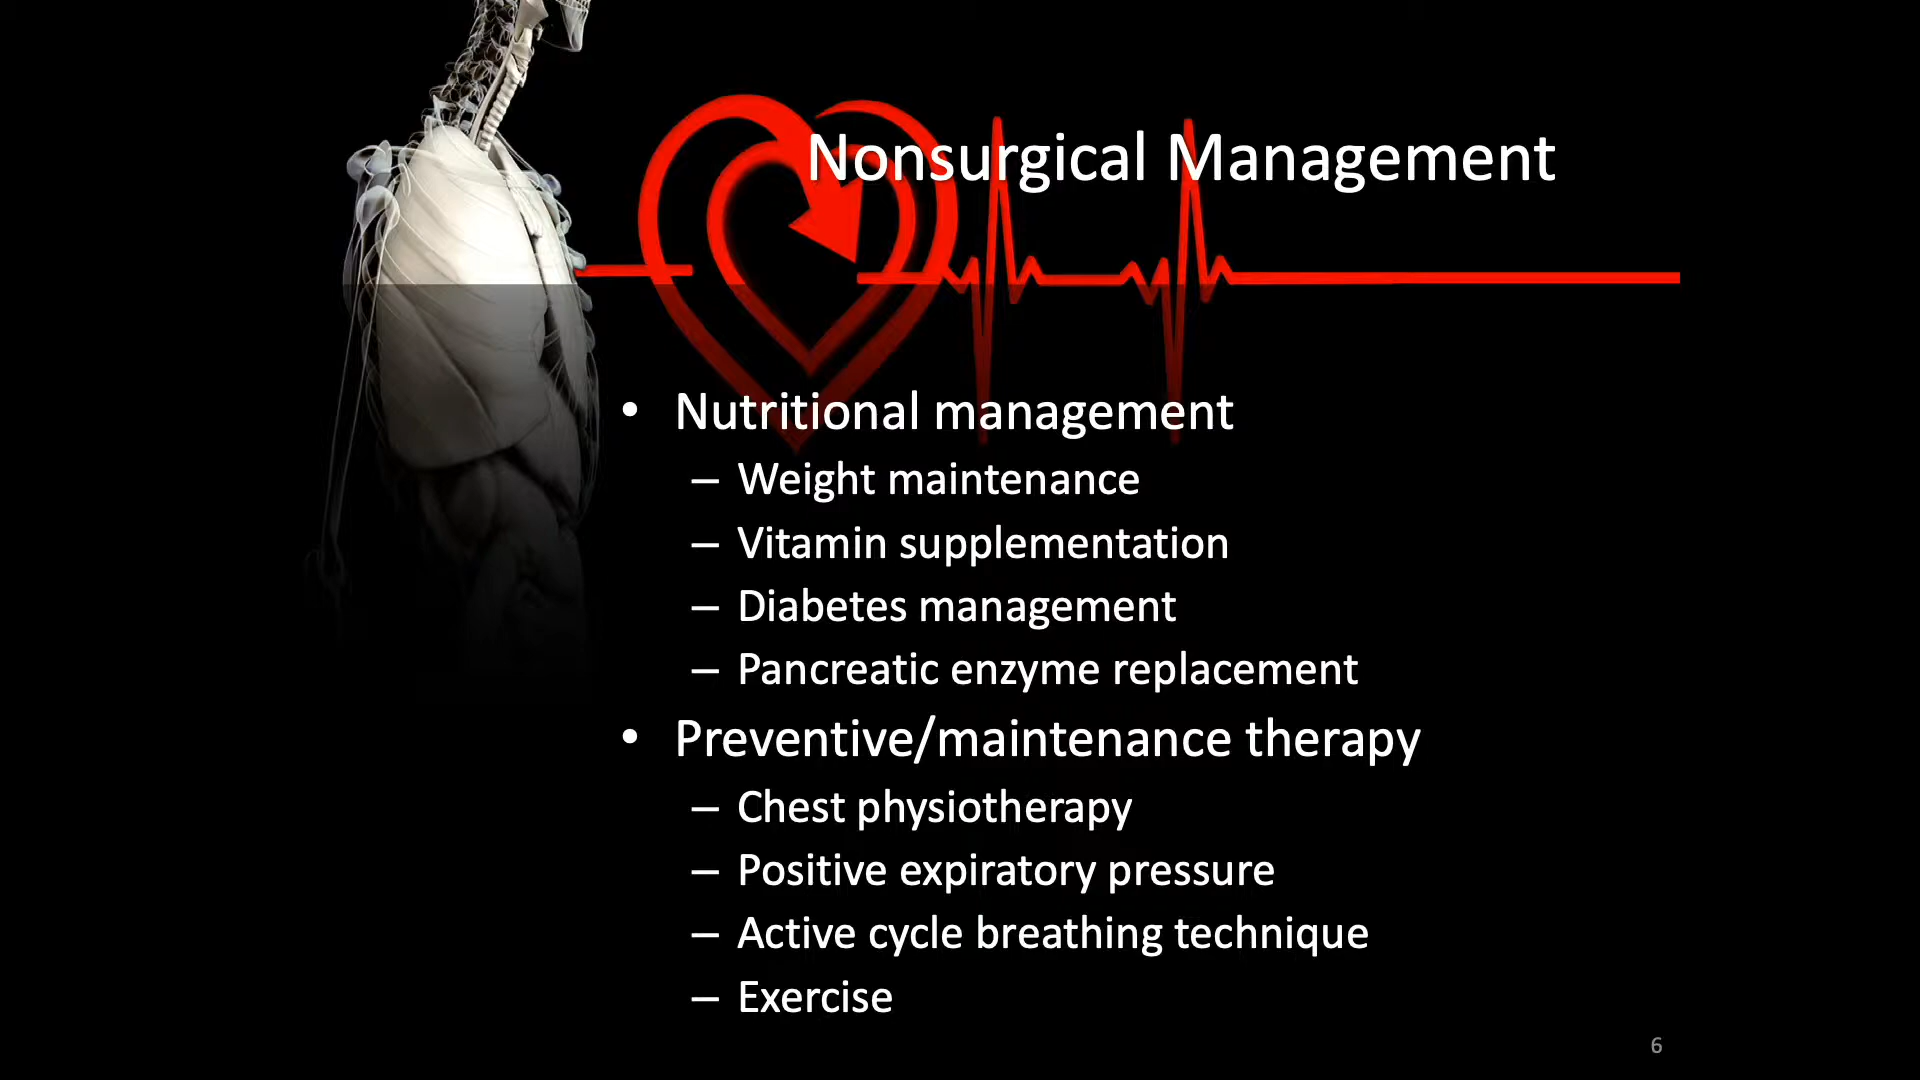 Nonsurgical Management
• Nutritional management
– Weight maintenance
– Vitamin supplementation
– Diabetes management
– Pancreatic enzyme replacement
• Preventive/maintenance therapy
– Chest physiotherapy
– Positive expiratory pressure
– Active cycle breathing technique
– Exercise
6